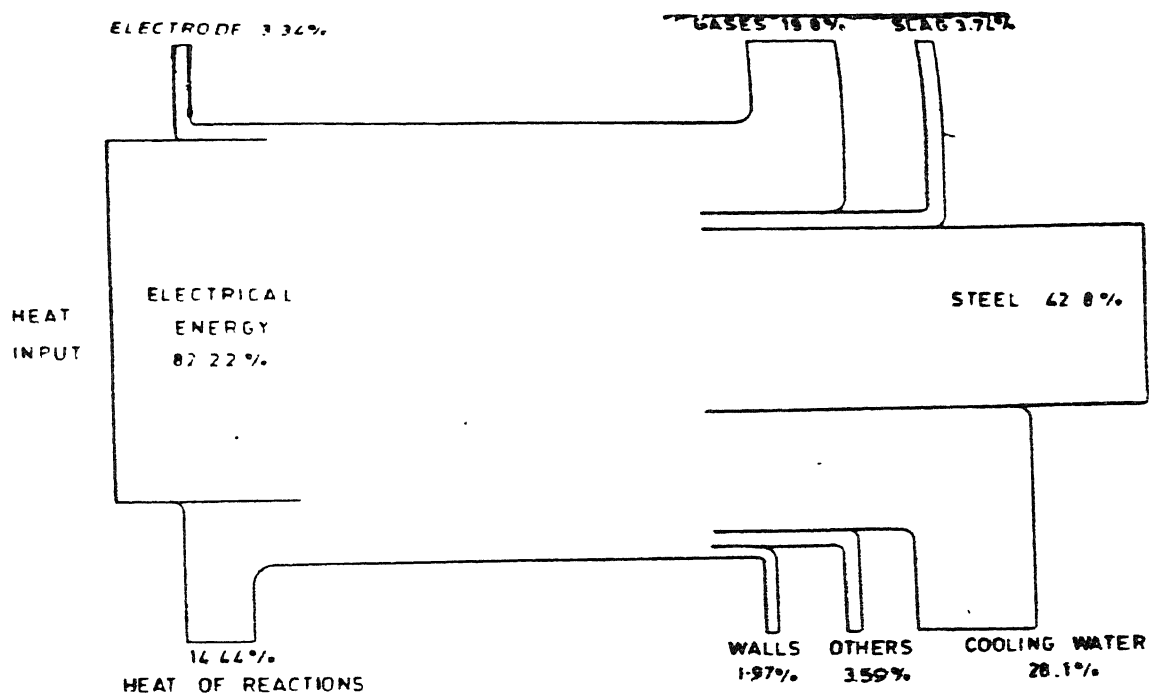 ELECTRODE 3.34%
GASES 19.8%
SLAG 3.74%
HEAT
INPUT
ELECTRICAL
ENERGY
82.22%
STEEL 42.8%
14.44%
HEAT OF REACTIONS
WALLS
1.97%
OTHERS
3.59%
COOLING WATER
28.1%